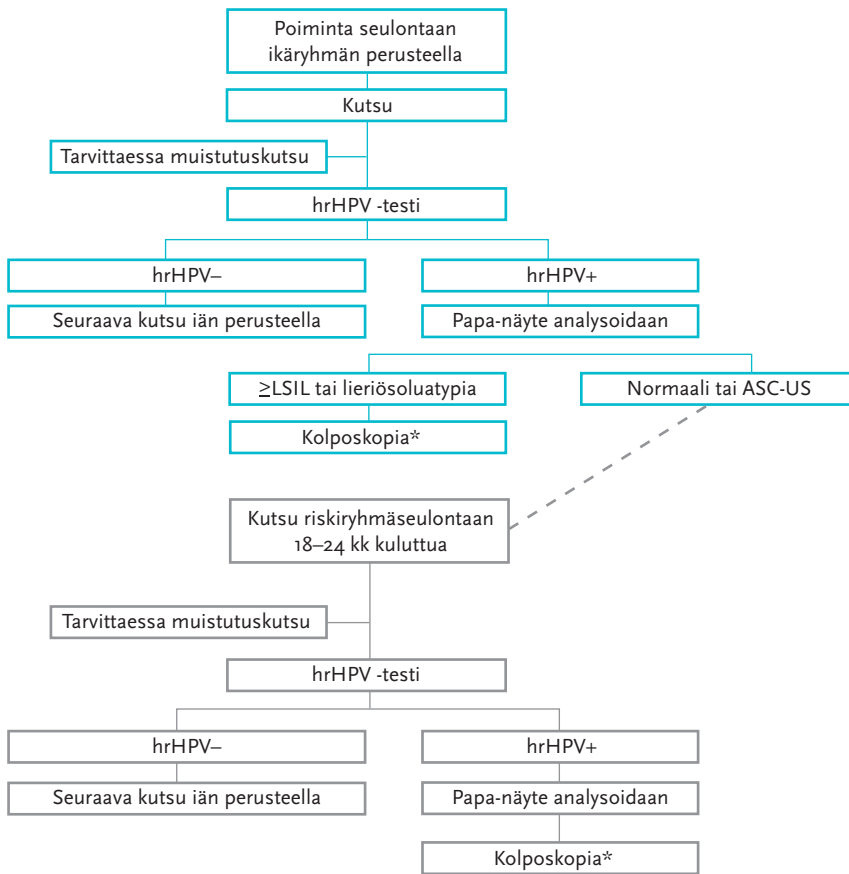 Poiminta seulontaan
ikäryhmän perusteella
Kutsu
Tarvittaessa muistutuskutsu
hrHPV -testi
hrHPV–
hrHPV+
Seuraava kutsu iän perusteella
Papa-näyte analysoidaan
≥LSIL tai lieriösoluatypia
Normaali tai ASC-US
Kolposkopia*
Kutsu riskiryhmäseulontaan
18–24 kk kuluttua
Tarvittaessa muistutuskutsu
hrHPV -testi
hrHPV–
hrHPV+
Seuraava kutsu iän perusteella
Papa-näyte analysoidaan
Kolposkopia*